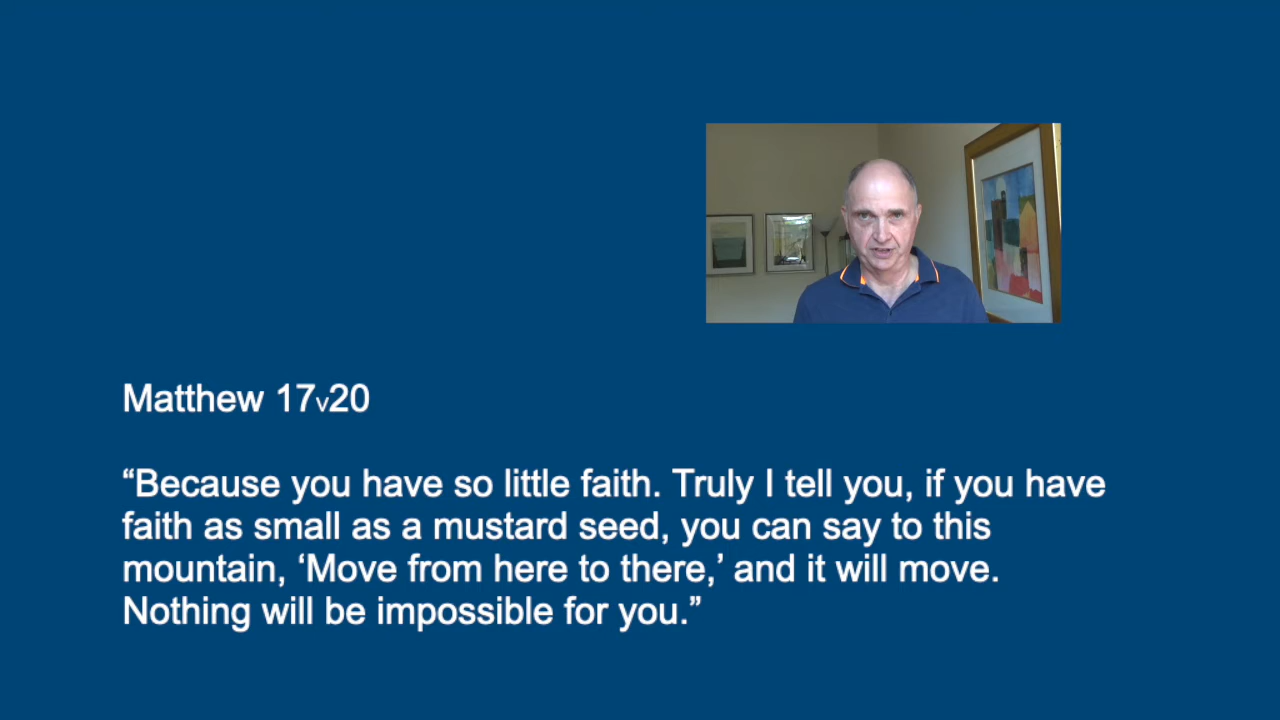 Matthew 17v20
“Because you have so little faith. Truly I tell you, if you have
faith as small as a mustard seed, you can say to this
mountain, ‘Move from here to there,’ and it will move.
Nothing will be impossible for you.”